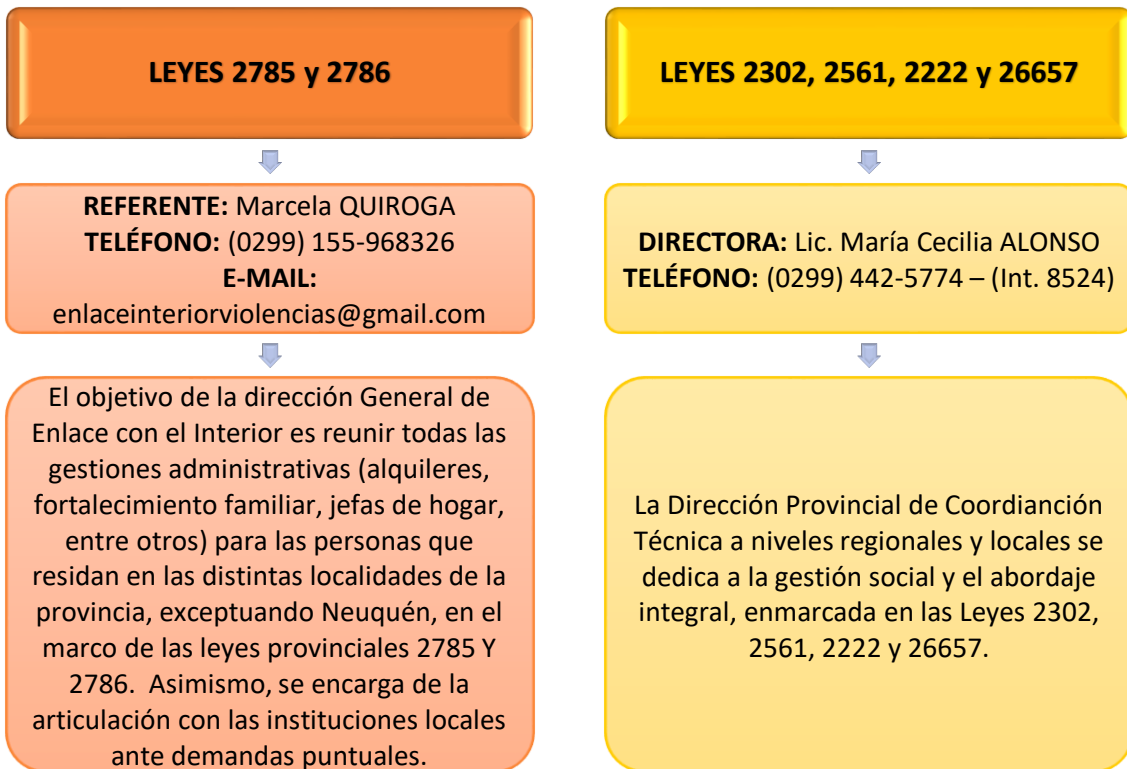 LEYES 2785 y 2786
REFERENTE: Marcela QUIROGA
TELÉFONO: (0299) 155-968326
E-MAIL:
enlaceinteriorviolencias@gmail.com
El objetivo de la dirección General de
Enlace con el Interior es reunir todas las
gestiones administrativas (alquileres,
fortalecimiento familiar, jefas de hogar,
entre otros) para las personas que
residan en las distintas localidades de la
provincia, exceptuando Neuquén, en el
marco de las leyes provinciales 2785 Y
2786.  Asimismo, se encarga de la
articulación con las instituciones locales
ante demandas puntuales.
LEYES 2302, 2561, 2222 y 26657
DIRECTORA: Lic. María Cecilia ALONSO
TELÉFONO: (0299) 442-5774 – (Int. 8524)
La Dirección Provincial de Coordianción
Técnica a niveles regionales y locales se
dedica a la gestión social y el abordaje
integral, enmarcada en las Leyes 2302,
2561, 2222 y 26657.